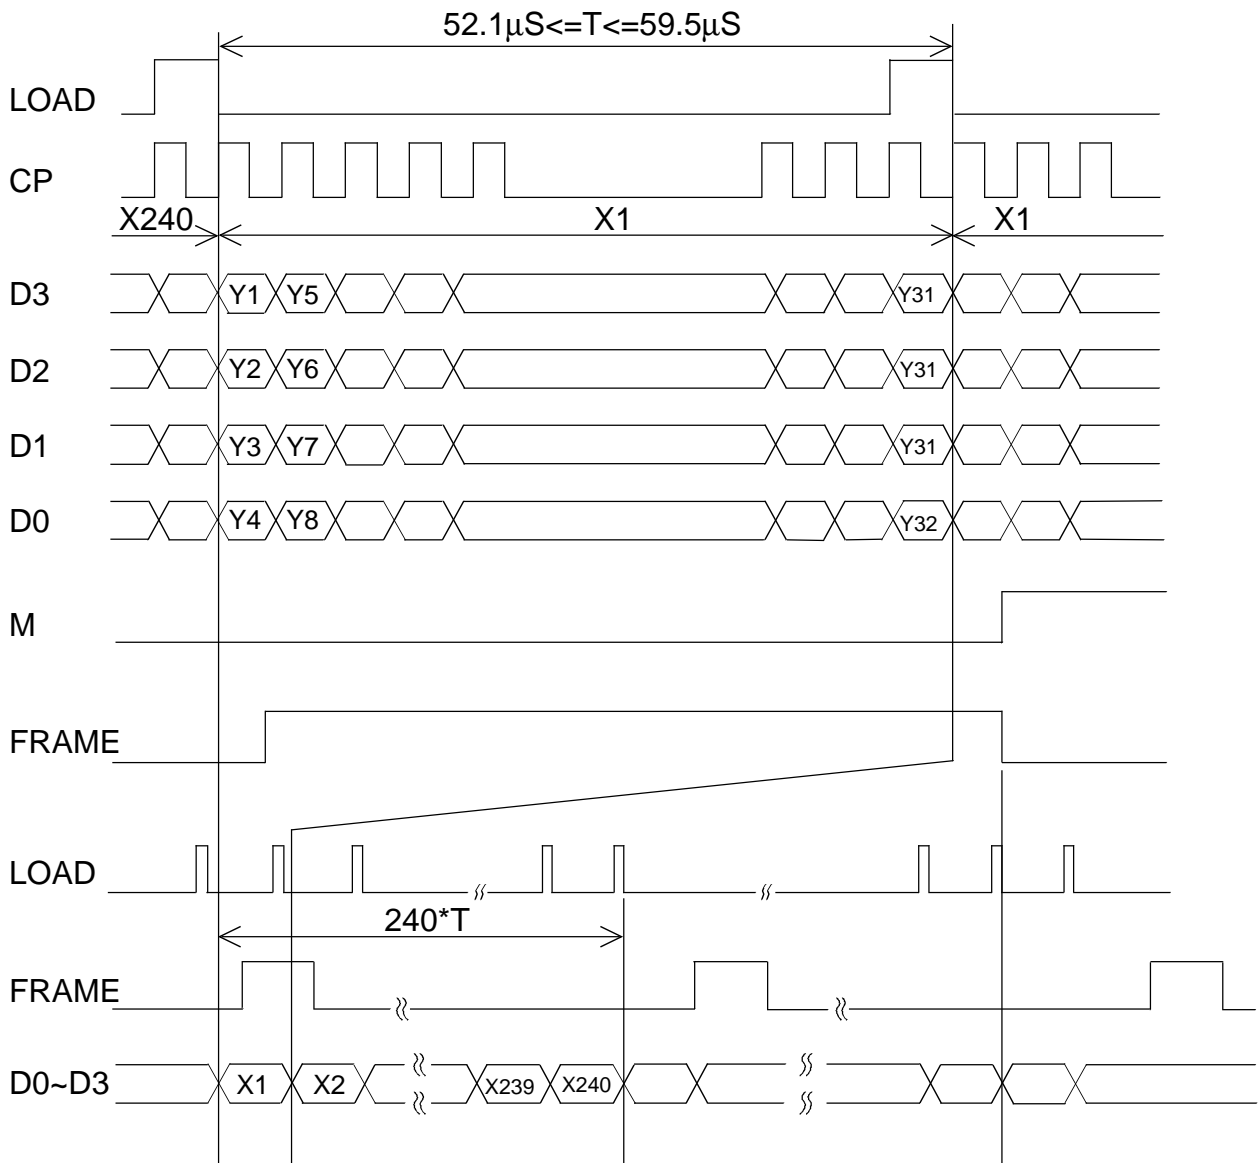 52.1µS<=T<=59.5µS
LOAD
CP
X240 X1 X1
D3 Y1 Y5 Y31
D2 Y2 Y6 Y31
D1 Y3 Y7 Y31
D0 Y4 Y8 Y32
M
FRAME
LOAD
240*T
FRAME
D0~D3 X1 X2 X239 X240